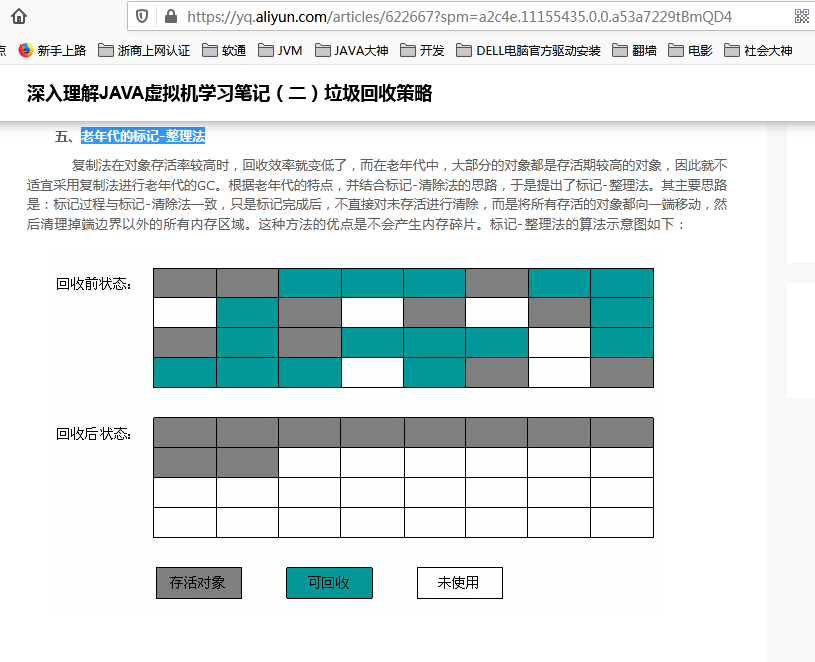 https://yq.aliyun.com/articles/622667?spm=a2c4e.11155435.0.0.a53a7229tBmQD4
点 新手上路 浙商上网认证 软通 JVM JAVA大神 开发 DELL电脑官方驱动安装 翻墙 电影 社会大神
深入理解JAVA虚拟机学习笔记（二）垃圾回收策略
五、老年代的标记-整理法
复制法在对象存活率较高时，回收效率就变低了，而在老年代中，大部分的对象都是存活期较高的对象，因此就不
适宜采用复制法进行老年代的GC。根据老年代的特点，并结合标记-清除法的思路，于是提出了标记-整理法。其主要思路
是：标记过程与标记-清除法一致，只是标记完成后，不直接对未存活进行清除，而是将所有存活的对象都向一端移动，然
后清理掉端边界以外的所有内存区域。这种方法的优点是不会产生内存碎片。标记-整理法的算法示意图如下：
回收前状态：
回收后状态：
存活对象 可回收 未使用